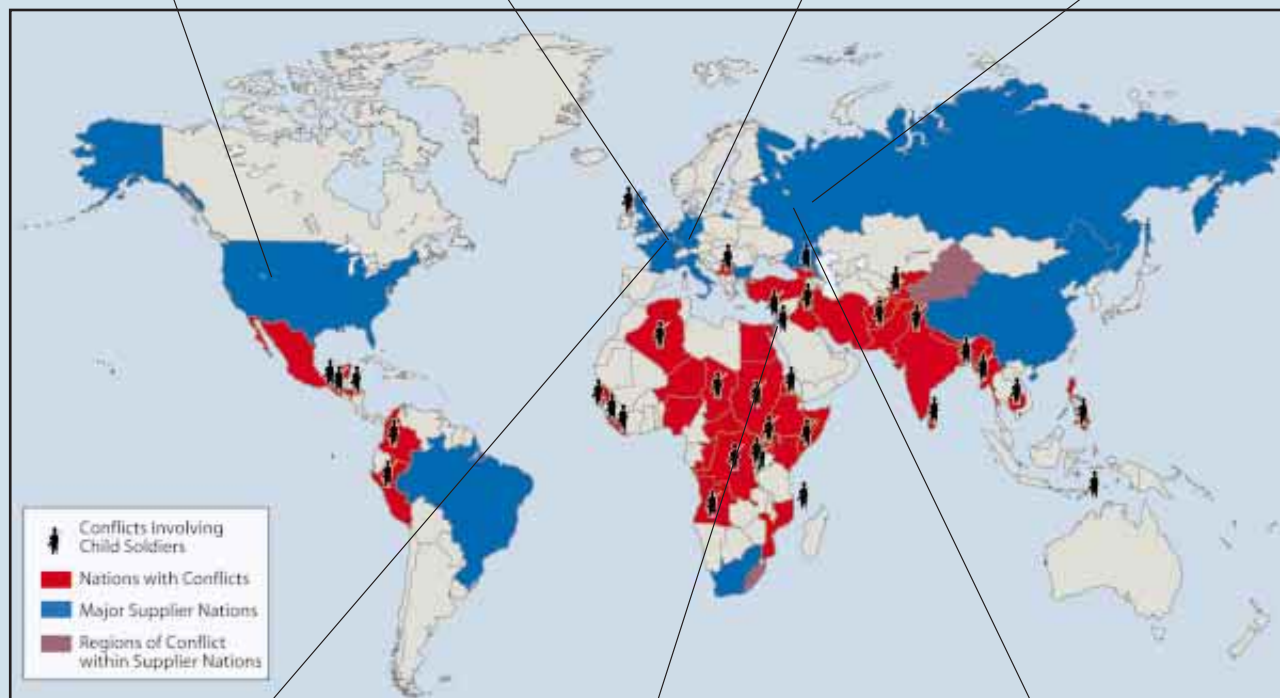 Conflicts Involving
Child Soldiers
Nations with Conflicts
Major Supplier Nations
Regions of Conflict
within Supplier Nations